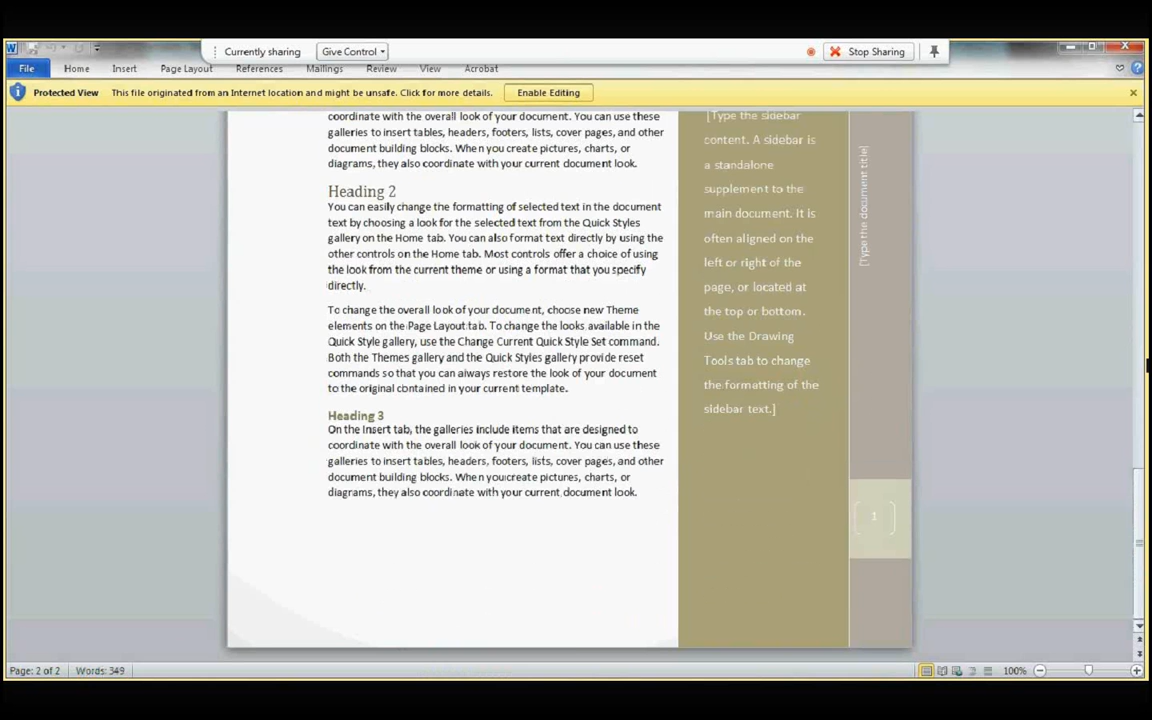 Currently sharing
Give Control
Stop Sharing
File
Home
Insert
Page Layout
References
Mailings
Review
View
Acrobat
Protected View
This file originated from an Internet location and might be unsafe. Click for more details.
Enable Editing
coordinate with the overall look of your document. You can use these
galleries to insert tables, headers, footers, lists, cover pages, and other
document building blocks. When you create pictures, charts, or
diagrams, they also coordinate with your current document look.
Heading 2
You can easily change the formatting of selected text in the document
text by choosing a look for the selected text from the Quick Styles
gallery on the Home tab. You can also format text directly by using the
other controls on the Home tab. Most controls offer a choice of using
the look from the current theme or using a format that you specify
directly.
To change the overall look of your document, choose new Theme
elements on the Page Layout tab. To change the looks available in the
Quick Style gallery, use the Change Current Quick Style Set command.
Both the Themes gallery and the Quick Styles gallery provide reset
commands so that you can always restore the look of your document
to the original contained in your current template.
Heading 3
On the Insert tab, the galleries include items that are designed to
coordinate with the overall look of your document. You can use these
galleries to insert tables, headers, footers, lists, cover pages, and other
document building blocks. When you create pictures, charts, or
diagrams, they also coordinate with your current document look.
[Type the sidebar
content. A sidebar is
a standalone
supplement to the
main document. It is
often aligned on the
left or right of the
page, or located at
the top or bottom.
Use the Drawing
Tools tab to change
the formatting of the
sidebar text.]
[Type the document title]
1
Page: 2 of 2
Words: 349
100%